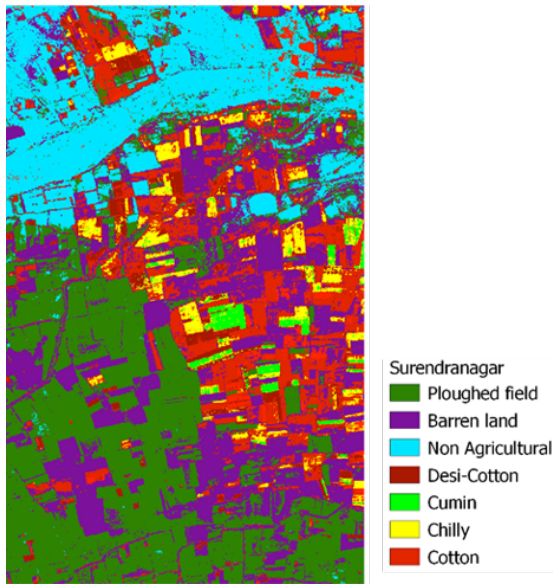 Surendranagar
Ploughed field
Barren land
Non Agricultural
Desi-Cotton
Cumin
Chilly
Cotton